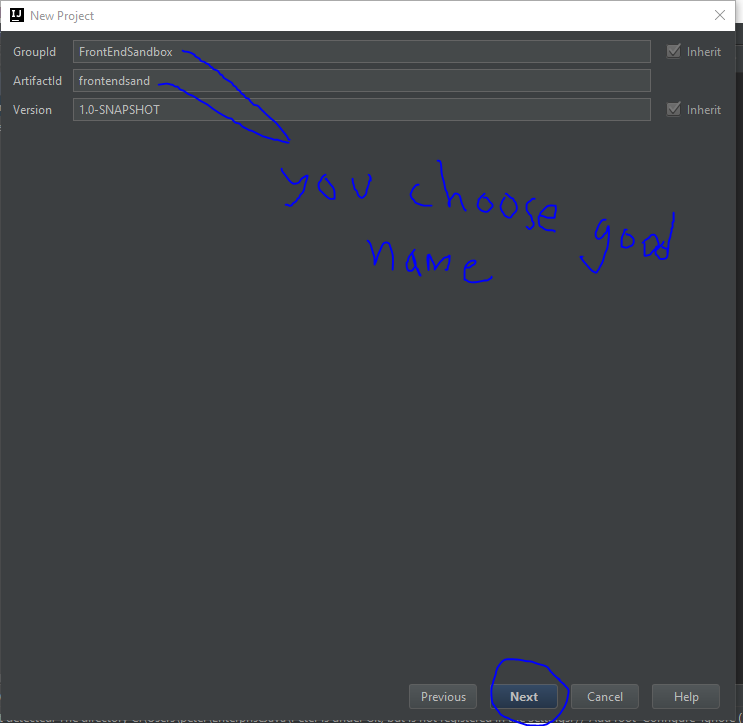 IJ New Project
GroupId FrontEndSandbox Inherit
ArtifactId frontendsand
Version 1.0-SNAPSHOT Inherit
you choose good
name
Previous Next Cancel Help